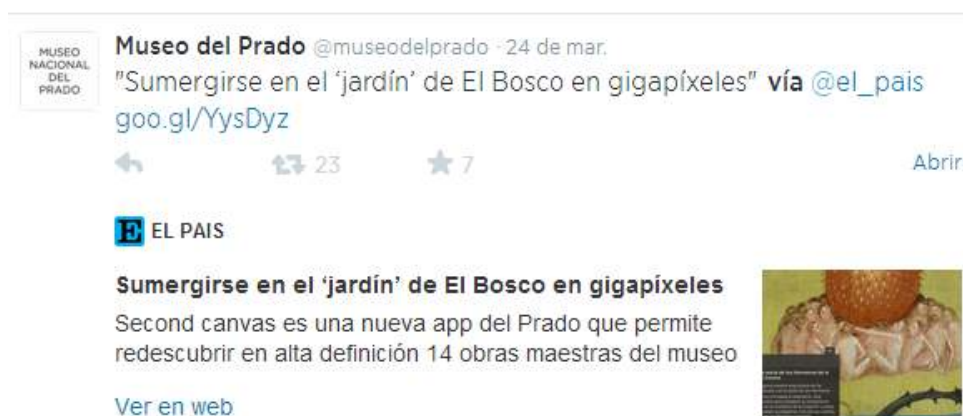 MUSEO
NACIONAL
DEL
PRADO
Museo del Prado @museodelprado · 24 de mar.
"Sumergirse en el ‘jardín’ de El Bosco en gigapíxeles" vía @el_pais
goo.gl/YysDyz
23 7 Abrir
E EL PAIS
Sumergirse en el ‘jardín’ de El Bosco en gigapíxeles
Second canvas es una nueva app del Prado que permite
redescubrir en alta definición 14 obras maestras del museo
Ver en web